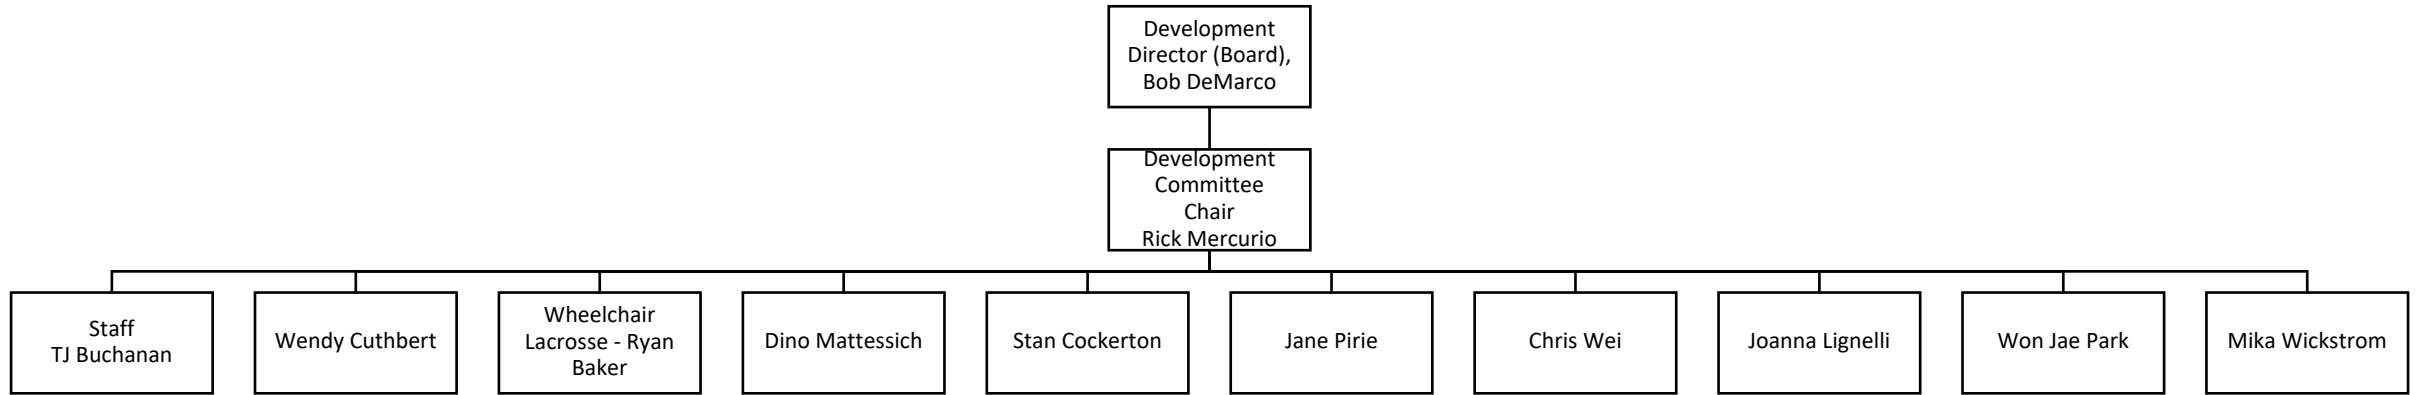 Development
Director (Board),
Bob DeMarco
Development
Committee
Chair
Rick Mercurio
Staff
TJ Buchanan
Wendy Cuthbert
Wheelchair
Lacrosse - Ryan
Baker
Dino Mattessich
Stan Cockerton
Jane Pirie
Chris Wei
Joanna Lignelli
Won Jae Park
Mika Wickstrom